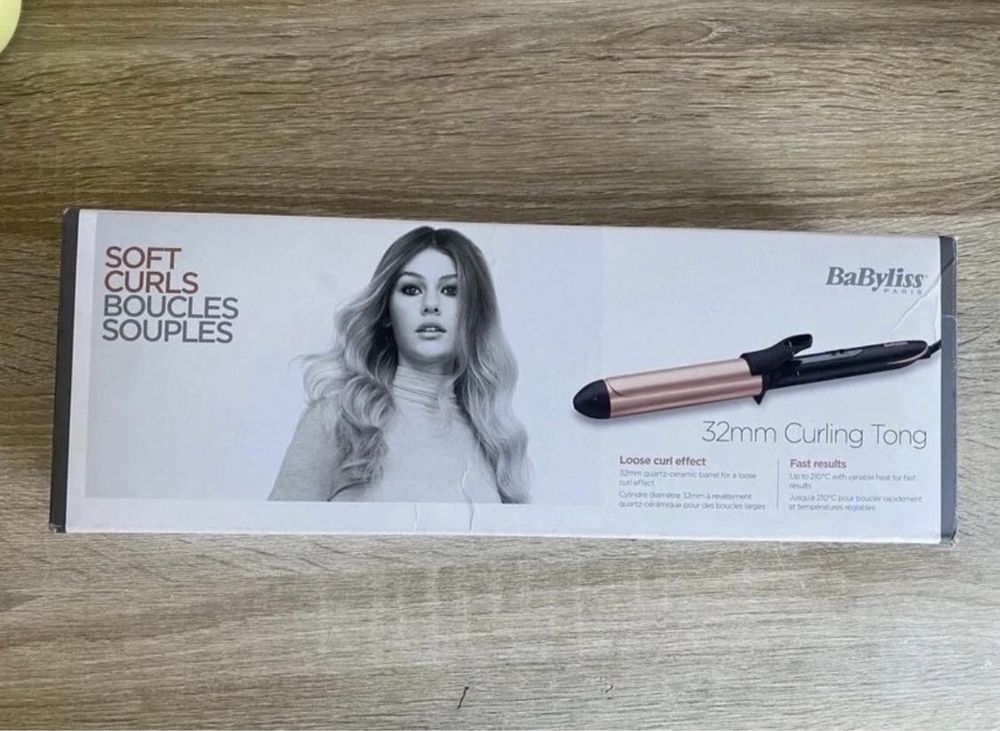 SOFT
CURLS
BOUCLES
SOUPLES
BaByliss
PARIS
32mm Curling Tong
Loose curl effect
32mm quartz-ceramic barrel for a loose
curl effect
Cylindre diamètre 32mm à revêtement
quartz-céramique pour des boucles larges
Fast results
Up to 210°C with variable heat for fast
results
Jusqu'à 210°C pour boucler rapidement,
et températures réglables